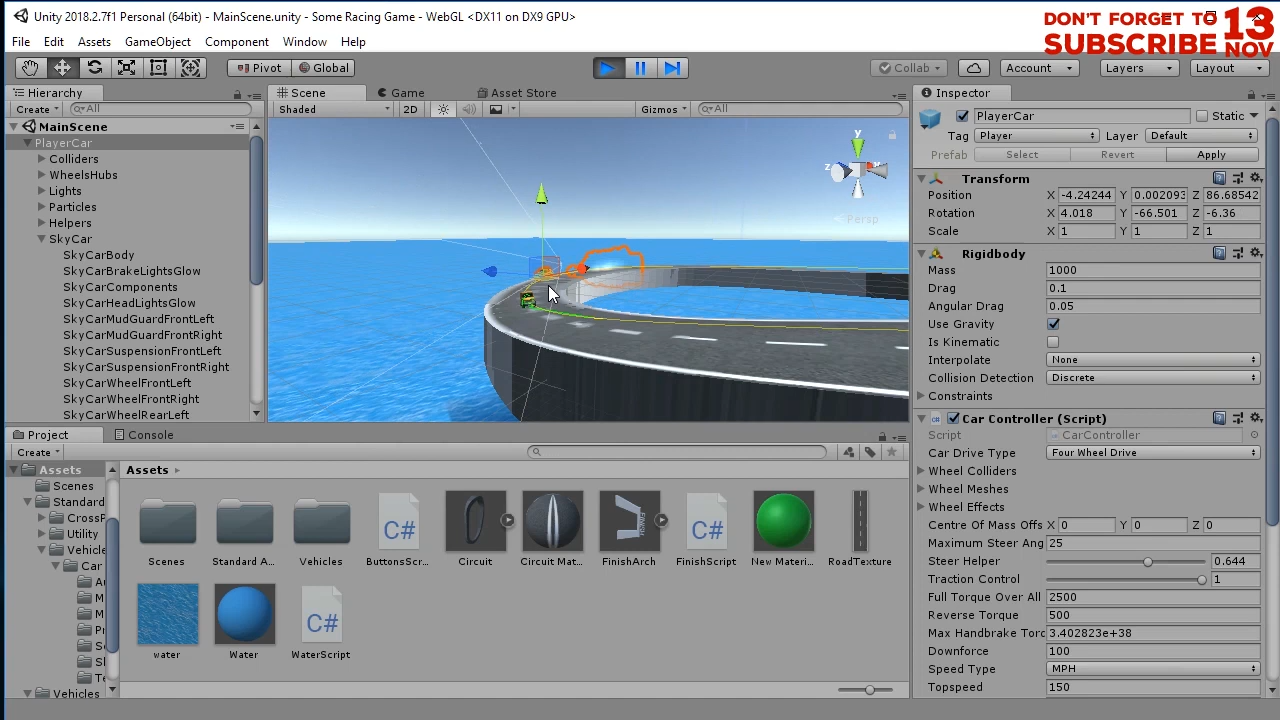 Unity 2018.2.7f1 Personal (64bit) - MainScene.unity - Some Racing Game - WebGL <DX11 on DX9 GPU>
DON'T FORGET TO
SUBSCRIBE
13
NOV
File Edit Assets GameObject Component Window Help
Pivot Global Collab Account Layers Layout
Hierarchy
Create All
MainScene
PlayerCar
Colliders
WheelsHubs
Lights
Particles
Helpers
SkyCar
SkyCarBody
SkyCarBrakeLightsGlow
SkyCarComponents
SkyCarHeadLightsGlow
SkyCarMudGuardFrontLeft
SkyCarMudGuardFrontRight
SkyCarSuspensionFrontLeft
SkyCarSuspensionFrontRight
SkyCarWheelFrontLeft
SkyCarWheelFrontRight
SkyCarWheelRearLeft
Scene Game Asset Store
Shaded 2D Gizmos All
y
z
x
Persp
Inspector
PlayerCar Static
Tag Player Layer Default
Prefab Select Revert Apply
Transform
Position X -4.24244 Y 0.002093 Z 86.68542
Rotation X 4.018 Y -66.501 Z -6.36
Scale X 1 Y 1 Z 1
Rigidbody
Mass 1000
Drag 0.1
Angular Drag 0.05
Use Gravity
Is Kinematic
Interpolate None
Collision Detection Discrete
Constraints
Car Controller (Script)
Script CarController
Car Drive Type Four Wheel Drive
Wheel Colliders
Wheel Meshes
Wheel Effects
Centre Of Mass Offs X 0 Y 0 Z 0
Maximum Steer Ang 25
Steer Helper 0.644
Traction Control 1
Full Torque Over All 2500
Reverse Torque 500
Max Handbrake Torc 3.402823e+38
Downforce 100
Speed Type MPH
Topspeed 150
Project Console
Create
Assets
Scenes
Standard
CrossP
Utility
Vehicle
Car
Vehicles
Assets
Scenes Standard A... Vehicles ButtonsScr... Circuit Circuit Mat... FinishArch FinishScript New Materi... RoadTexture
C# C# C#
FINISH
water Water WaterScript